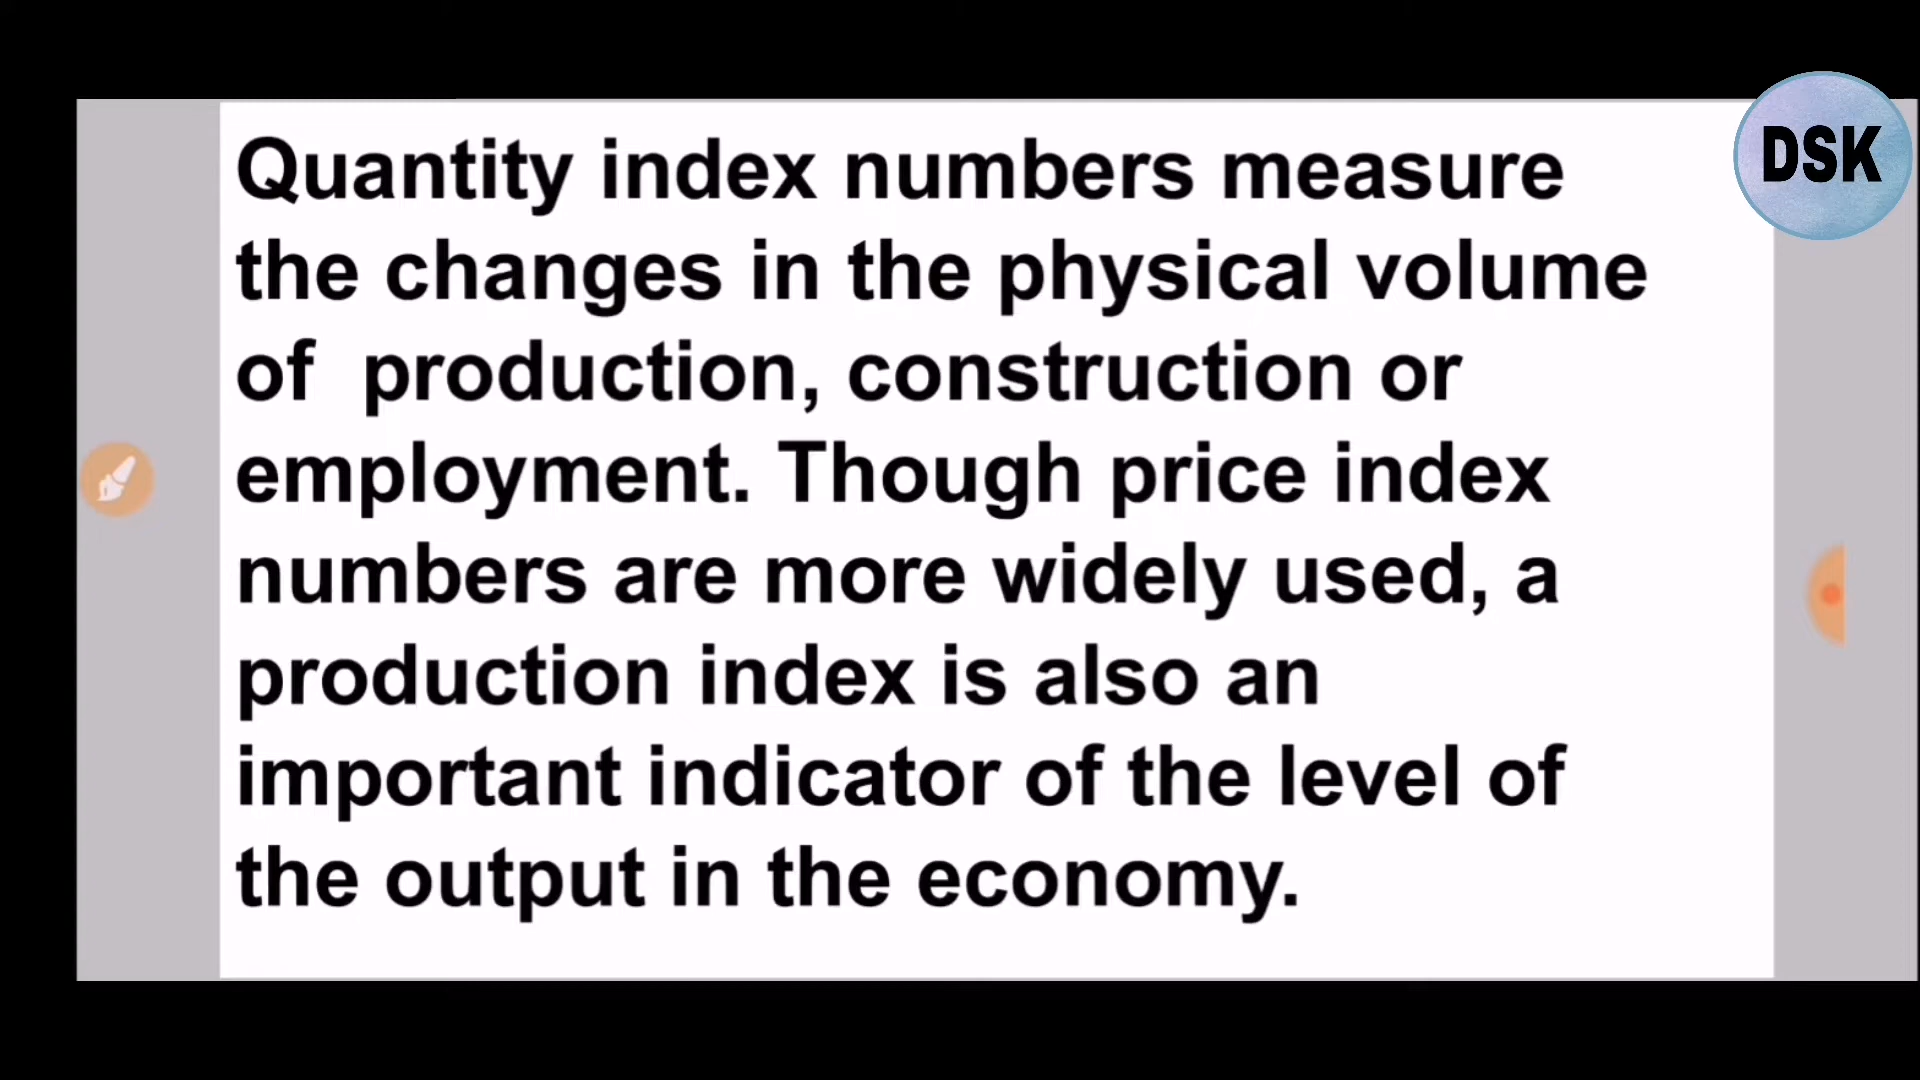 Quantity index numbers measure
the changes in the physical volume
of  production, construction or
employment. Though price index
numbers are more widely used, a
production index is also an
important indicator of the level of
the output in the economy.
DSK